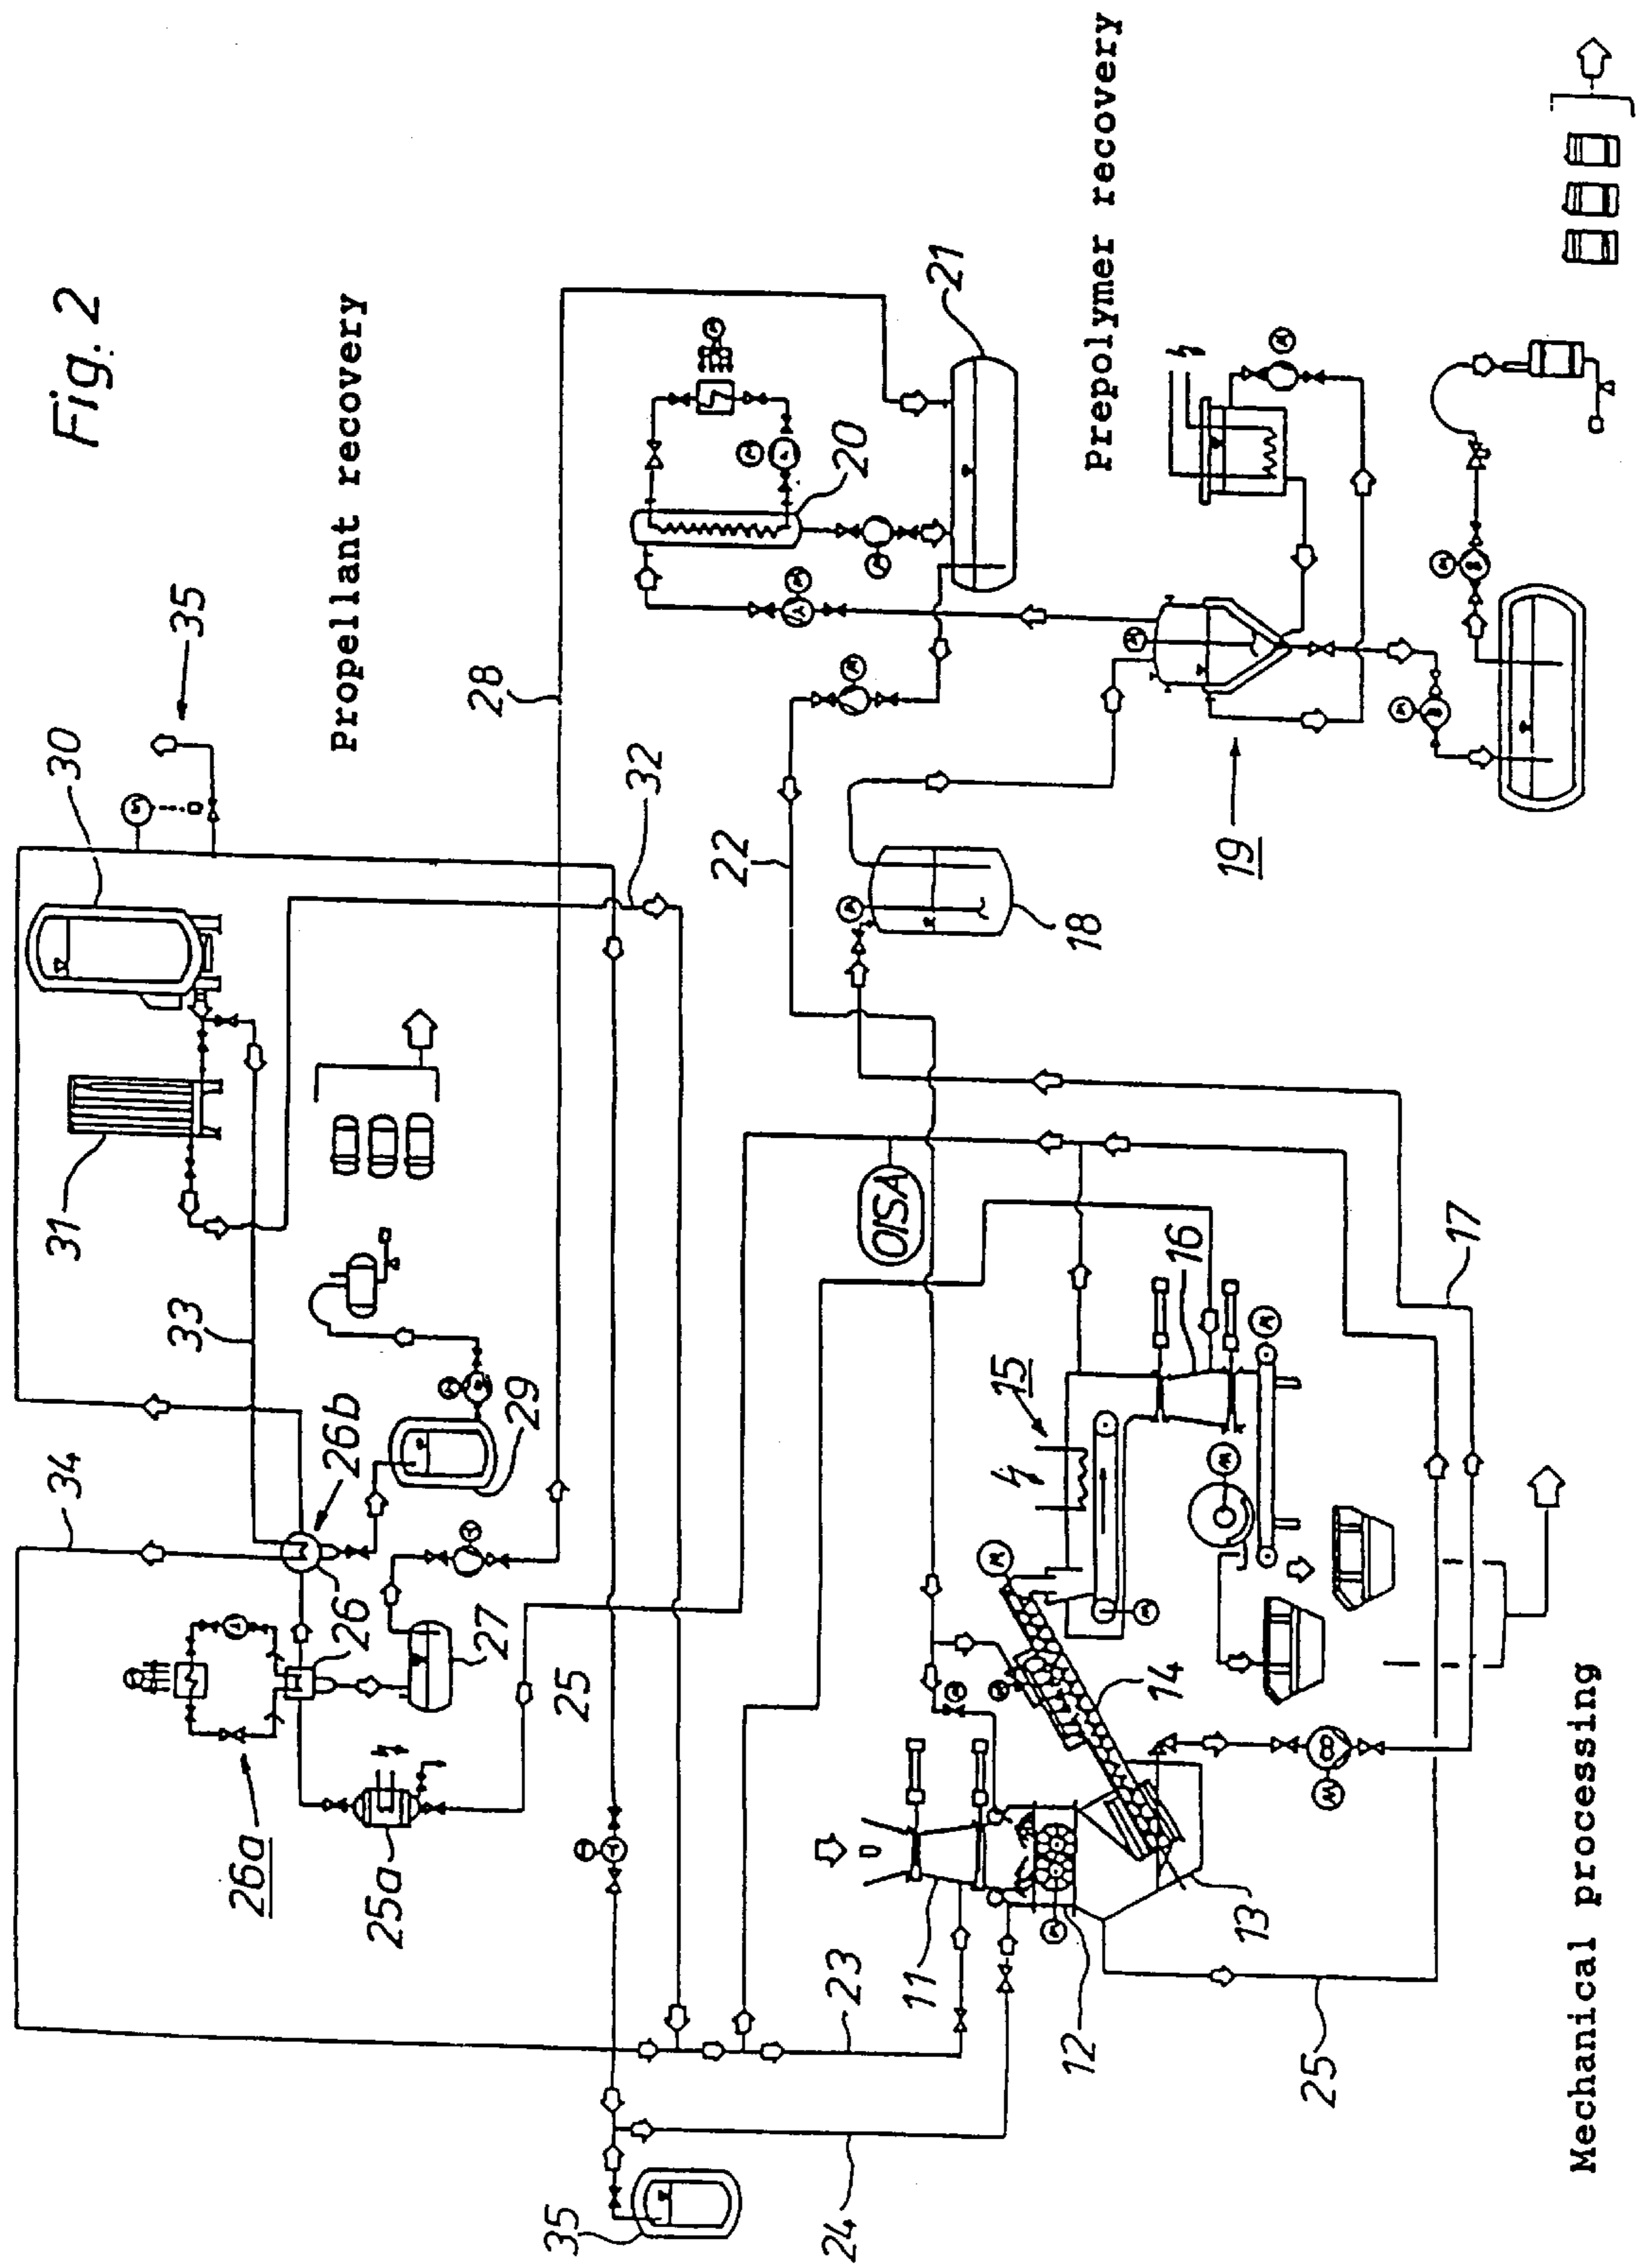 Fig. 2
Propellant recovery
35
30
31
32
33
34
26b
26
26a
25a
27
29
28
25
20
21
22
18
19
Prepolymer recovery
OISA
15
16
17
4
M
M
M
M
M
14
13
12
11
23
24
25
35
Mechanical processing